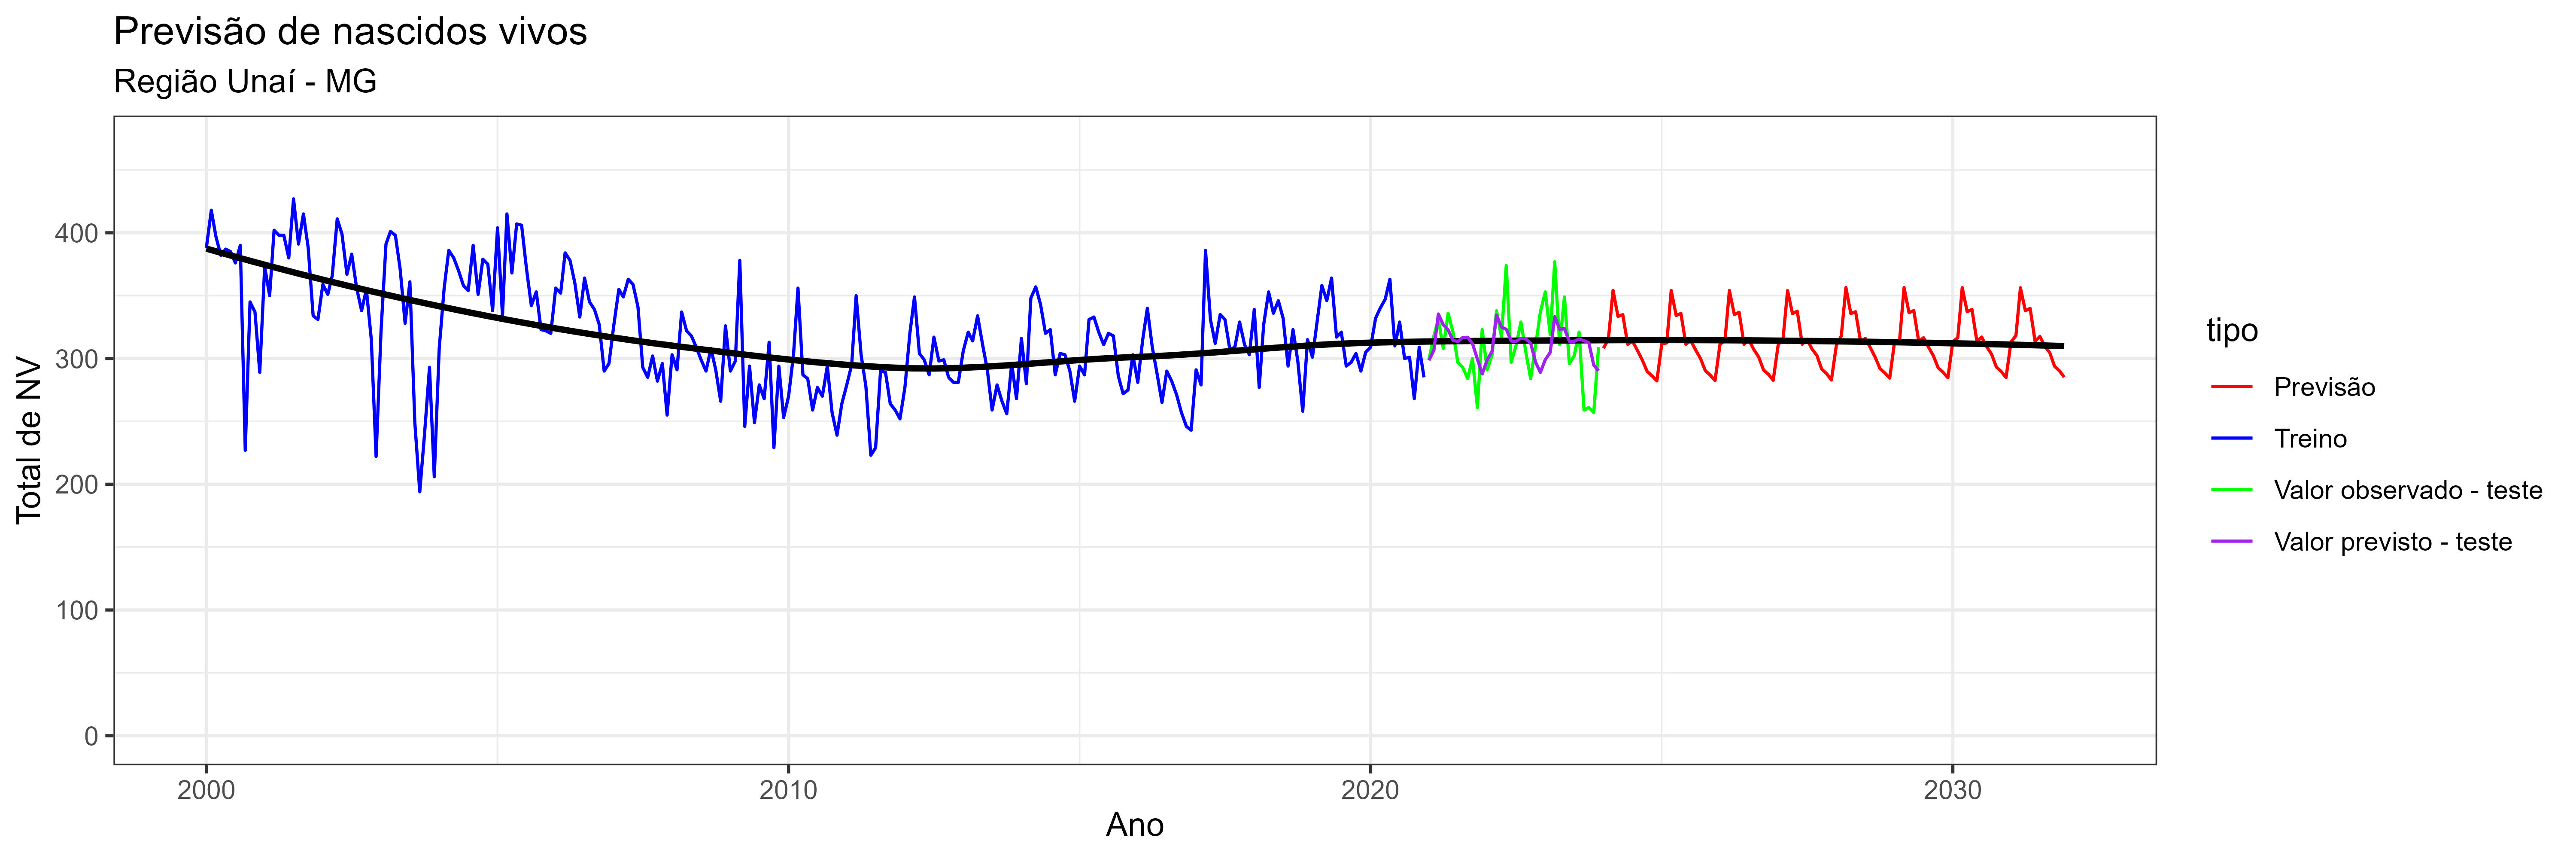 Previsão de nascidos vivos
Região Unaí - MG
Total de NV
400
300
200
100
0
2000
2010
2020
2030
Ano
tipo
Previsão
Treino
Valor observado - teste
Valor previsto - teste